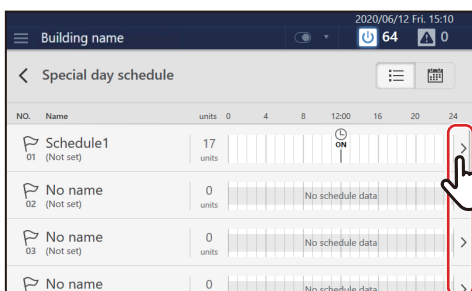 2020/06/12 Fri. 15:10
Building name 64 0
Special day schedule
NO. Name units 0 4 8 12:00 16 20 24
Schedule1 17 ON
01 (Not set) units
No name 0 No schedule data
02 (Not set) units
No name 0 No schedule data
03 (Not set) units
No name 0 No schedule data